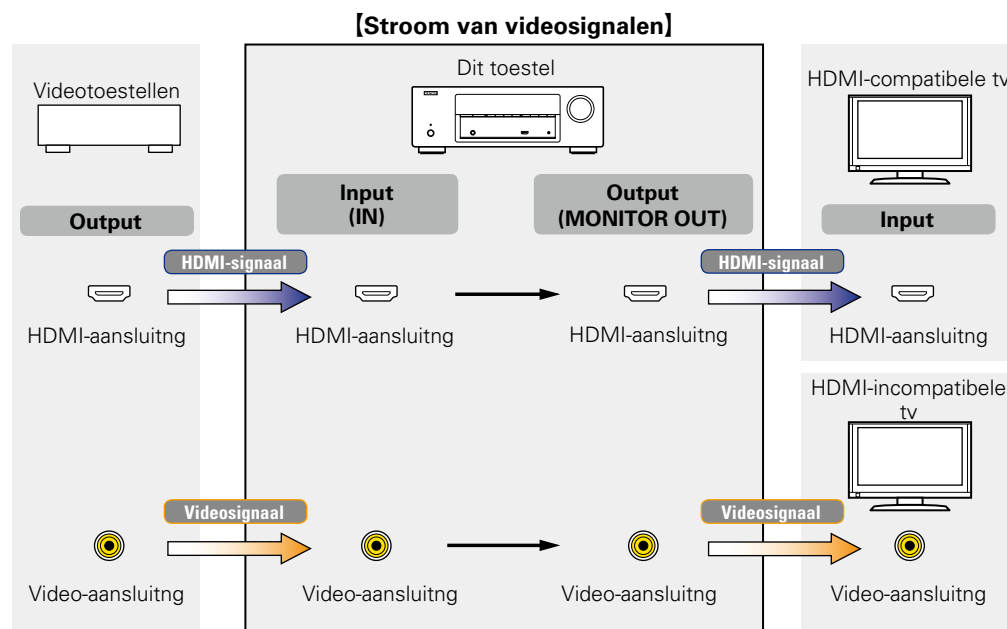 【Stroom van videosignalen】
Videotoestellen
Dit toestel
HDMI-compatibele tv
DENON
Output
Input
(IN)
Output
(MONITOR OUT)
Input
HDMI-signaal
HDMI-signaal
HDMI-aansluitng
HDMI-aansluitng
HDMI-aansluitng
HDMI-aansluitng
HDMI-incompatibele
tv
Videosignaal
Videosignaal
Video-aansluitng
Video-aansluitng
Video-aansluitng
Video-aansluitng